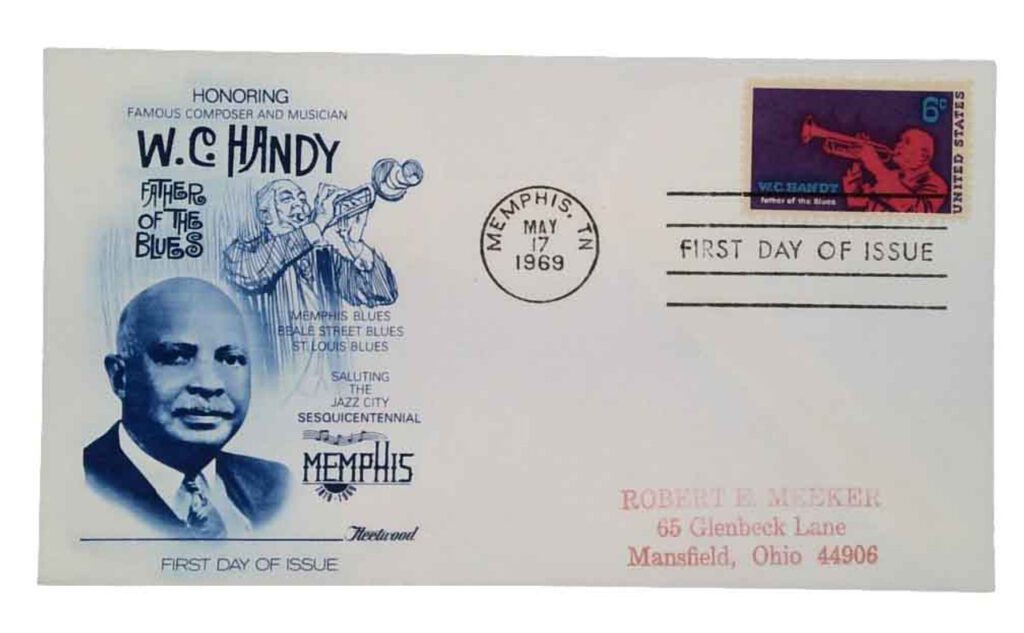 HONORING
FAMOUS COMPOSER AND MUSICIAN
W.C. HANDY
FATHER
OF THE
BLUES
MEMPHIS BLUES
BEALE STREET BLUES
ST. LOUIS BLUES
SALUTING
THE
JAZZ CITY
SESQUICENTENNIAL
MEMPHIS
1819-1969
Fleetwood
FIRST DAY OF ISSUE
MEMPHIS, TN
MAY
17
1969
6c
UNITED STATES
W.C. HANDY
Father of the Blues
FIRST DAY OF ISSUE
ROBERT E. MEEKER
65 Glenbeck Lane
Mansfield, Ohio 44906